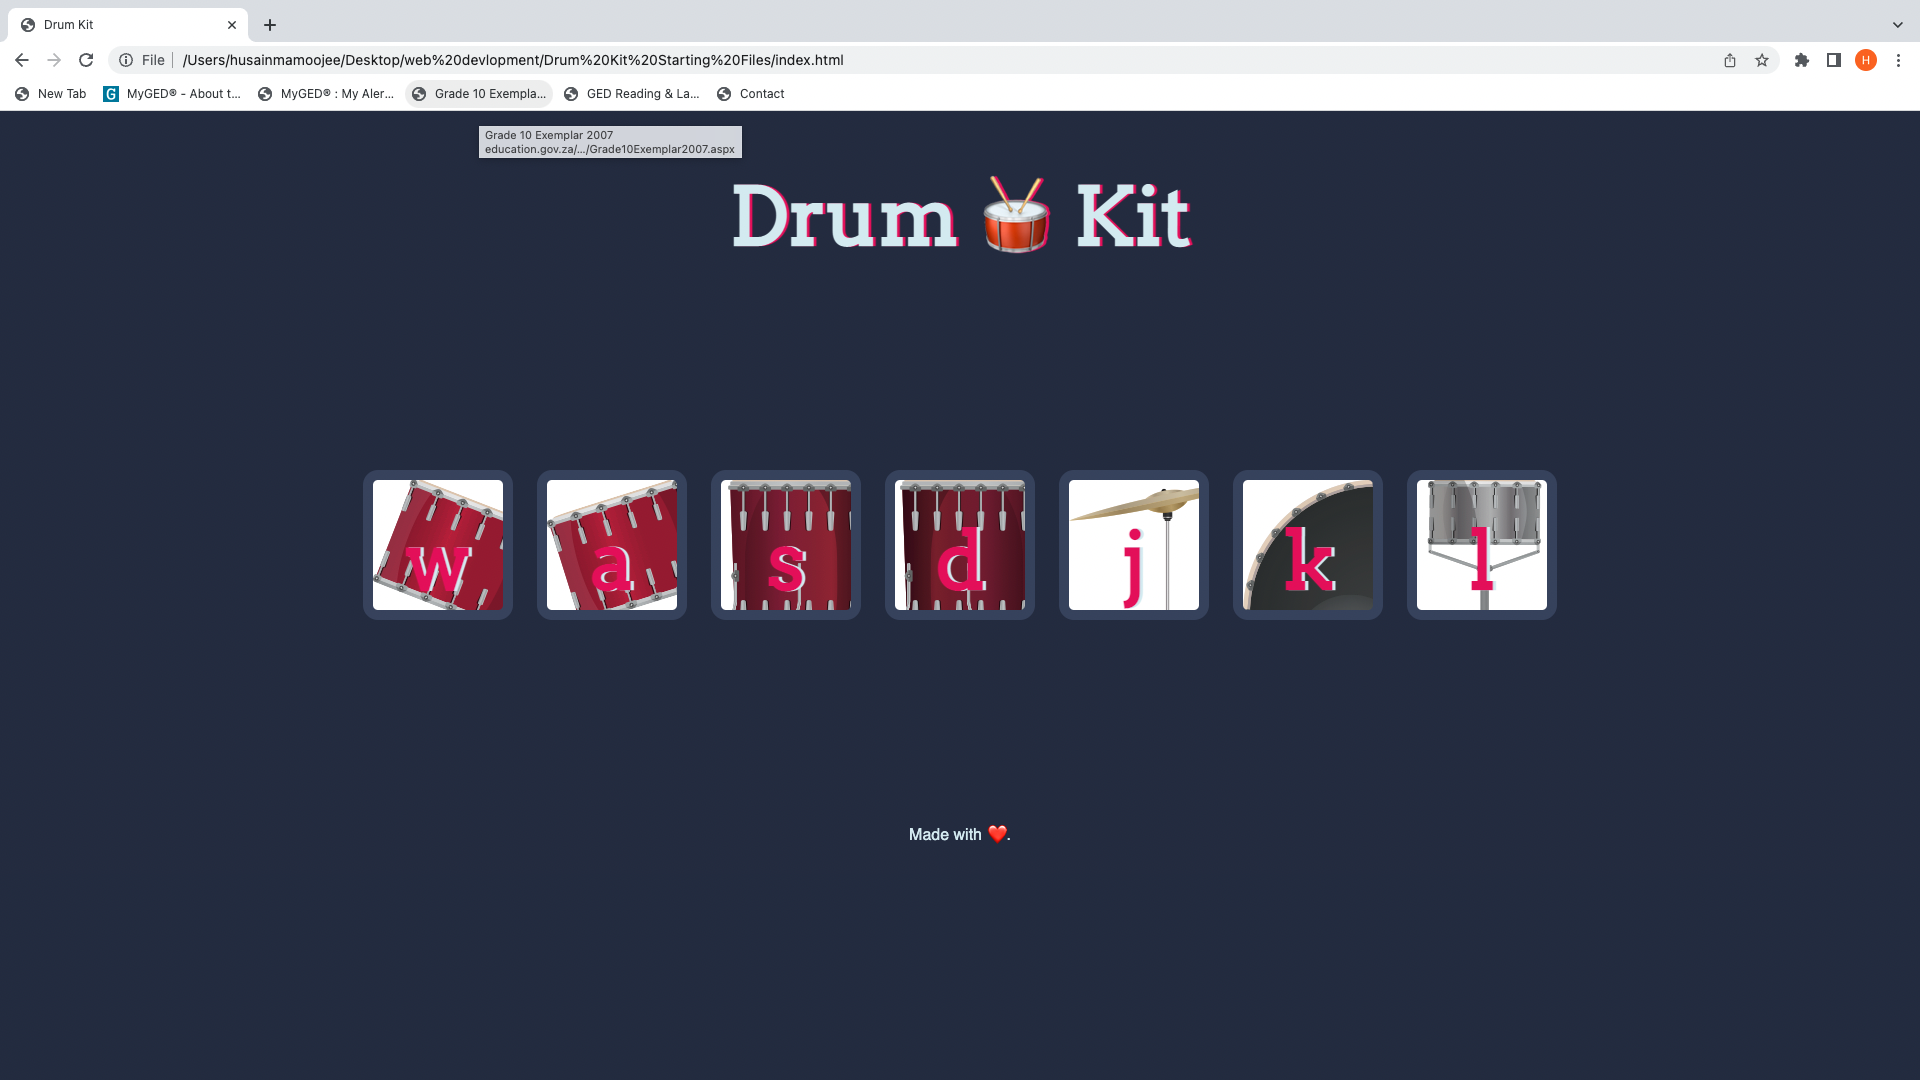 Drum Kit
File /Users/husainmamoojee/Desktop/web%20devlopment/Drum%20Kit%20Starting%20Files/index.html H
New Tab G MyGED® - About t... MyGED® : My Aler... Grade 10 Exempla... GED Reading & La... Contact
Grade 10 Exemplar 2007
education.gov.za/.../Grade10Exemplar2007.aspx
Drum 🥁 Kit
w a s d j k l
Made with ❤️.